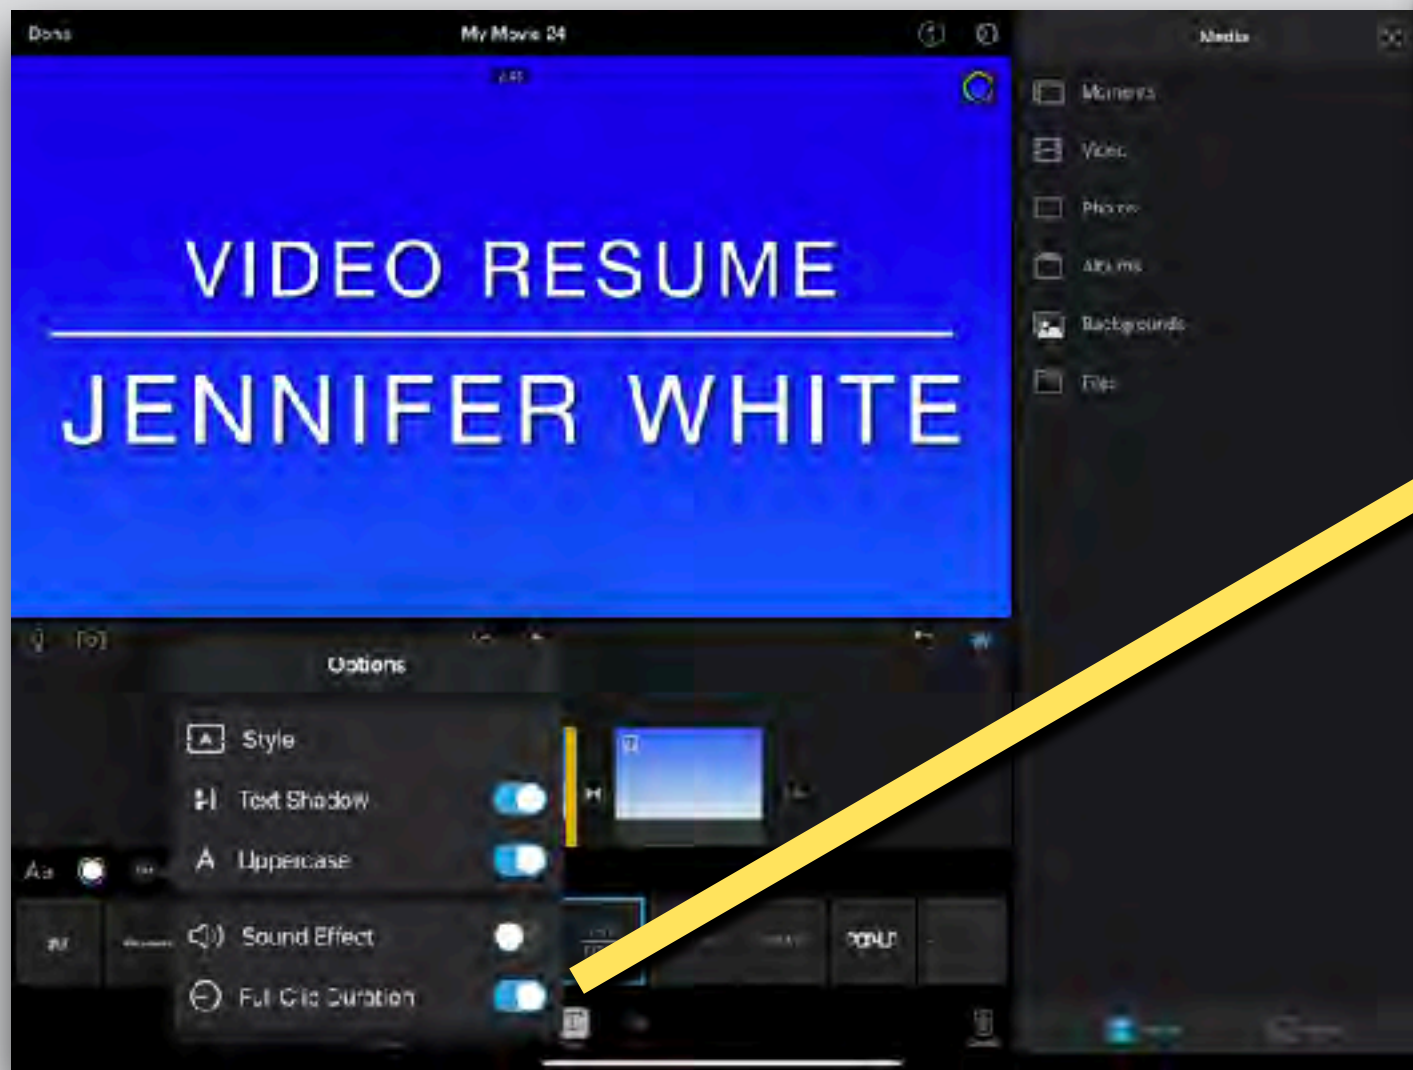 Done
My Movie 24
Media
Moments
Video
Photos
Albums
Backgrounds
Files
VIDEO RESUME
JENNIFER WHITE
Options
Style
Text Shadow
Uppercase
Sound Effect
Full Clip Duration
Aa